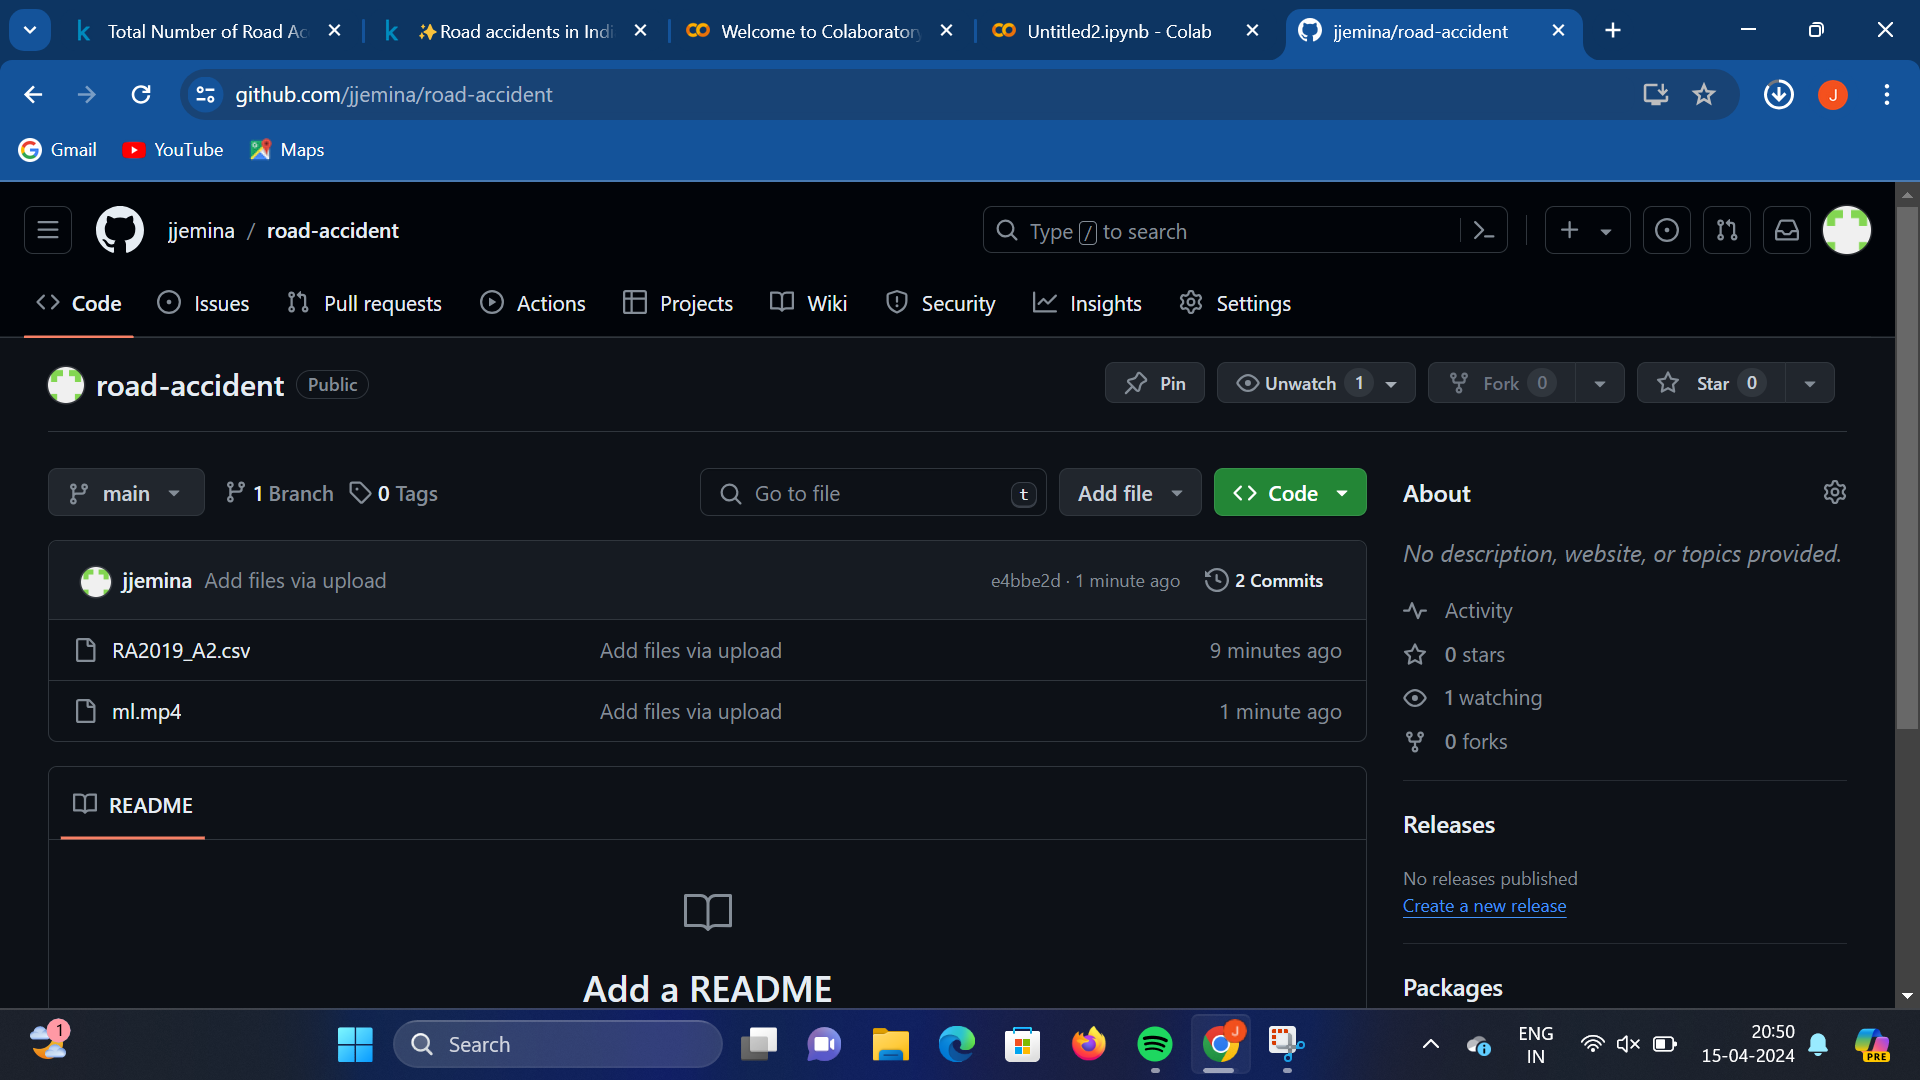 Total Number of Road Ac
✨Road accidents in Indi
Welcome to Colaboratory
Untitled2.ipynb - Colab
jjemina/road-accident
github.com/jjemina/road-accident
J
Gmail
YouTube
Maps
jjemina / road-accident
Type / to search
Code
Issues
Pull requests
Actions
Projects
Wiki
Security
Insights
Settings
road-accident
Public
Pin
Unwatch 1
Fork 0
Star 0
main
1 Branch
0 Tags
Go to file
t
Add file
Code
About
No description, website, or topics provided.
jjemina Add files via upload
e4bbe2d · 1 minute ago
2 Commits
RA2019_A2.csv
Add files via upload
9 minutes ago
ml.mp4
Add files via upload
1 minute ago
Activity
0 stars
1 watching
0 forks
README
Releases
No releases published
Create a new release
Add a README
Packages
1
Search
J
ENG
IN
20:50
15-04-2024
PRE